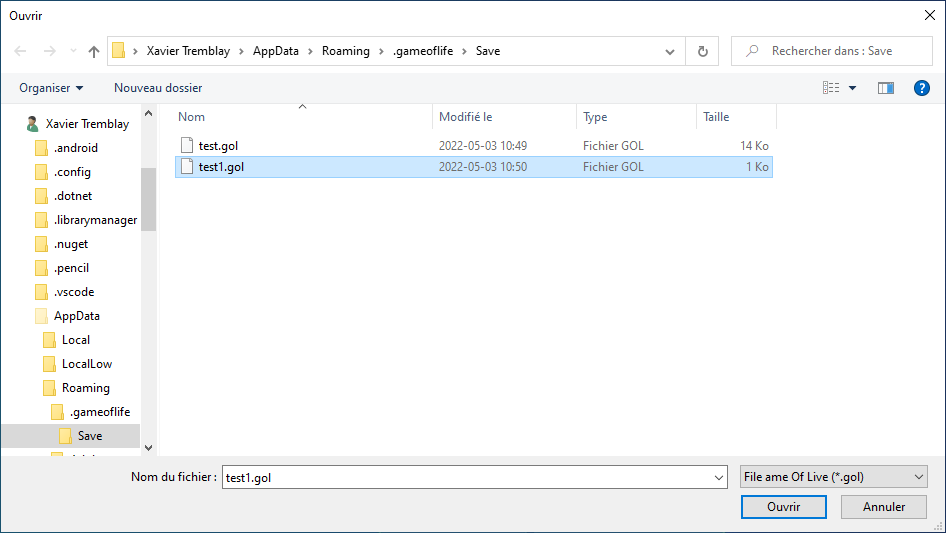 Ouvrir
Xavier Tremblay > AppData > Roaming > .gameoflife > Save
Rechercher dans : Save
Organiser
Nouveau dossier
?
Nom
Modifié le
Type
Taille
Xavier Tremblay
.android
.config
.dotnet
.librarymanager
.nuget
.pencil
.vscode
AppData
Local
LocalLow
Roaming
.gameoflife
Save
test.gol 2022-05-03 10:49 Fichier GOL 14 Ko
test1.gol 2022-05-03 10:50 Fichier GOL 1 Ko
Nom du fichier : test1.gol
File ame Of Live (*.gol)
Ouvrir
Annuler